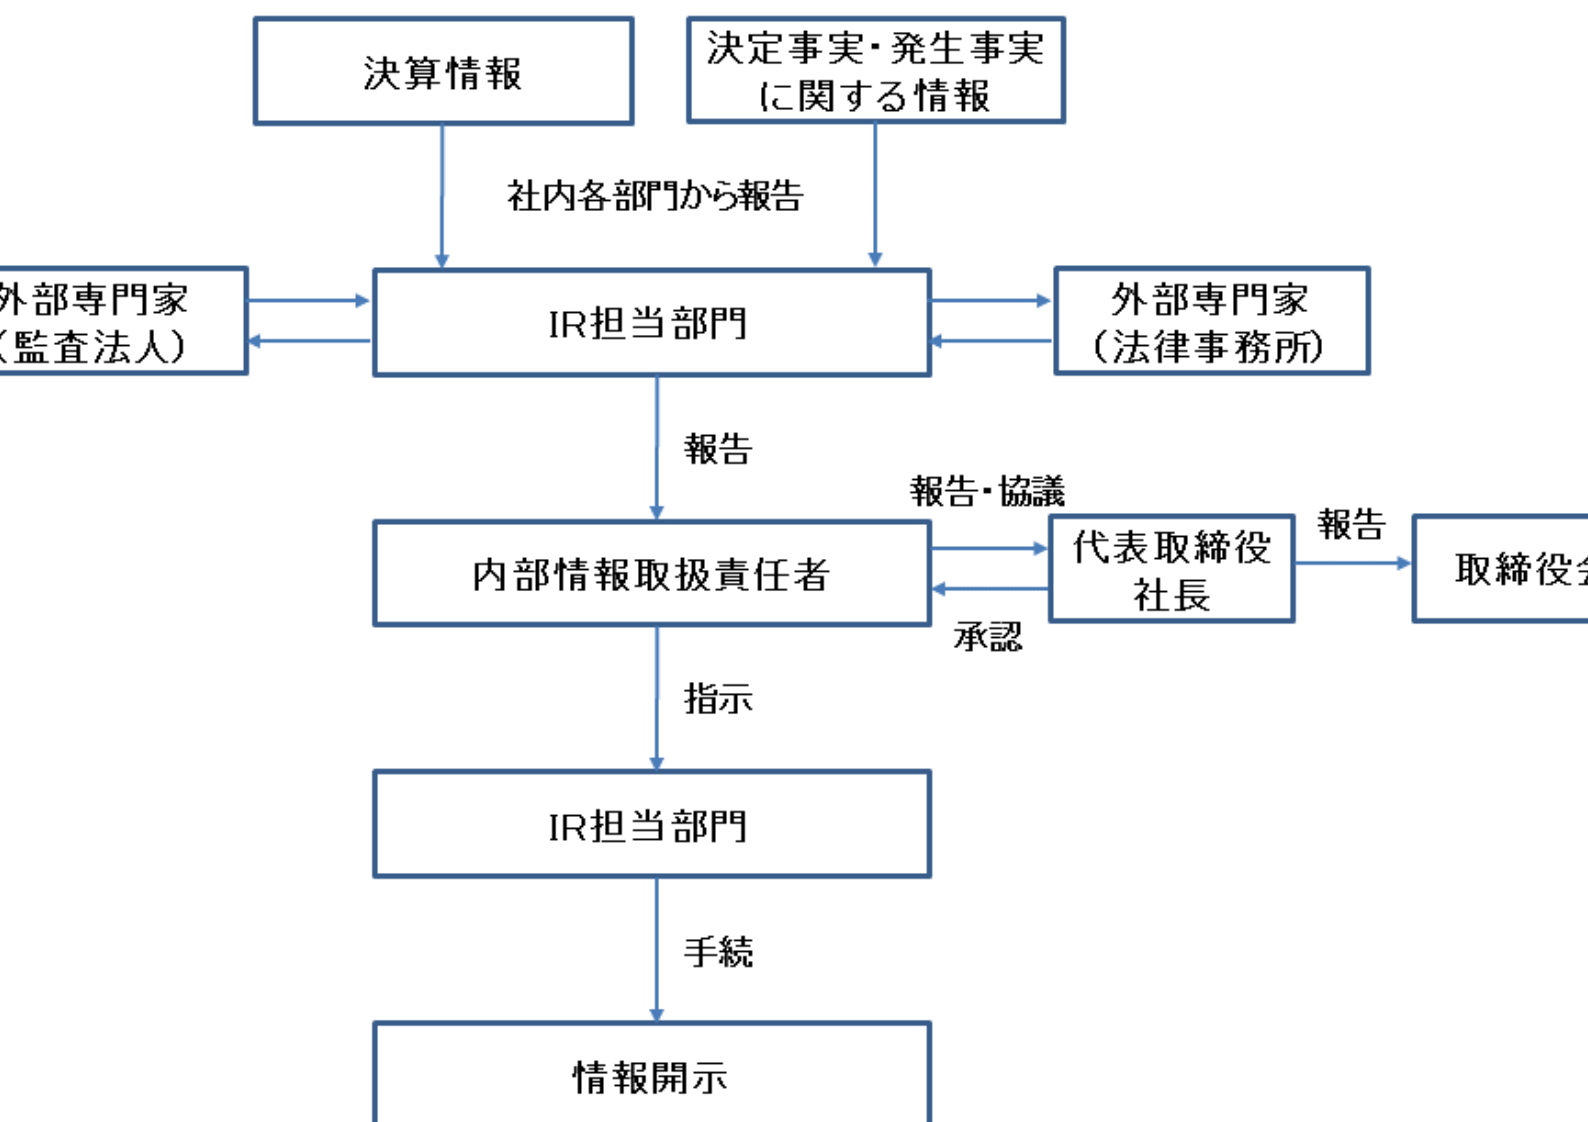 決算情報
決定事実・発生事実
に関する情報
社内各部門から報告
外部専門家
（監査法人）
IR担当部門
外部専門家
（法律事務所）
報告
報告・協議
報告
内部情報取扱責任者
代表取締役
社長
取締役会
承認
指示
IR担当部門
手続
情報開示